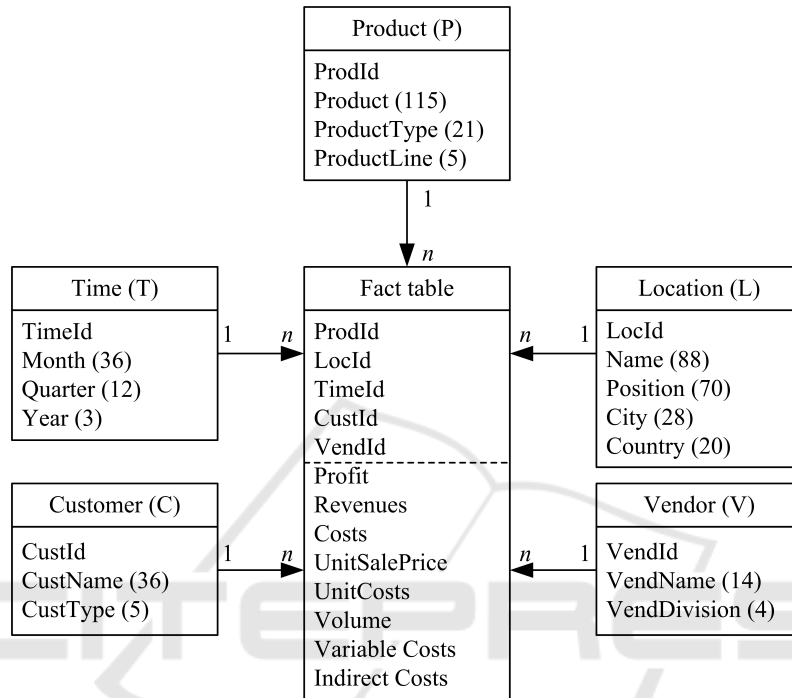 Product (P)
ProdId
Product (115)
ProductType (21)
ProductLine (5)
1
n
Time (T)
TimeId
Month (36)
Quarter (12)
Year (3)
1
n
Fact table
ProdId
LocId
TimeId
CustId
VendId
Profit
Revenues
Costs
UnitSalePrice
UnitCosts
Volume
Variable Costs
Indirect Costs
n
1
Location (L)
LocId
Name (88)
Position (70)
City (28)
Country (20)
Customer (C)
CustId
CustName (36)
CustType (5)
1
n
n
1
Vendor (V)
VendId
VendName (14)
VendDivision (4)